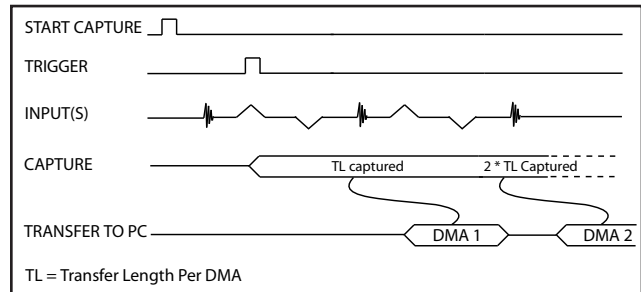 START CAPTURE
TRIGGER
INPUT(S)
CAPTURE
TL captured
2 * TL Captured
TRANSFER TO PC
DMA 1
DMA 2
TL = Transfer Length Per DMA